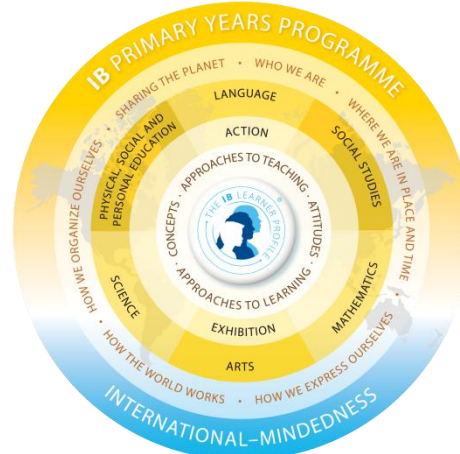 IB PRIMARY YEARS PROGRAMME
SHARING THE PLANET • WHO WE ARE • WHERE WE ARE IN PLACE AND TIME • HOW WE EXPRESS OURSELVES • HOW THE WORLD WORKS • HOW WE ORGANIZE OURSELVES •
LANGUAGE
SOCIAL STUDIES
MATHEMATICS
ARTS
SCIENCE
PHYSICAL, SOCIAL AND
PERSONAL EDUCATION
ACTION
EXHIBITION
APPROACHES TO TEACHING • ATTITUDES • APPROACHES TO LEARNING • CONCEPTS •
THE IB LEARNER PROFILE
®
INTERNATIONAL–MINDEDNESS